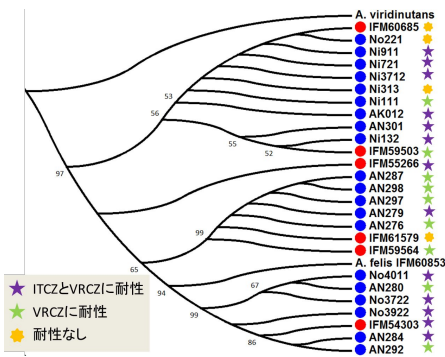 A. viridinutans
IFM60685
No221
Ni911
Ni721
Ni3712
Ni313
Ni111
AK012
AN301
Ni132
IFM59503
IFM55266
AN287
AN298
AN297
AN279
AN276
IFM61579
IFM59564
A. felis IFM60853
No4011
AN280
No3722
No3922
IFM54303
AN284
AN292
53
56
55
52
97
99
65
94
67
99
86
ITCZとVRCZに耐性
VRCZに耐性
耐性なし